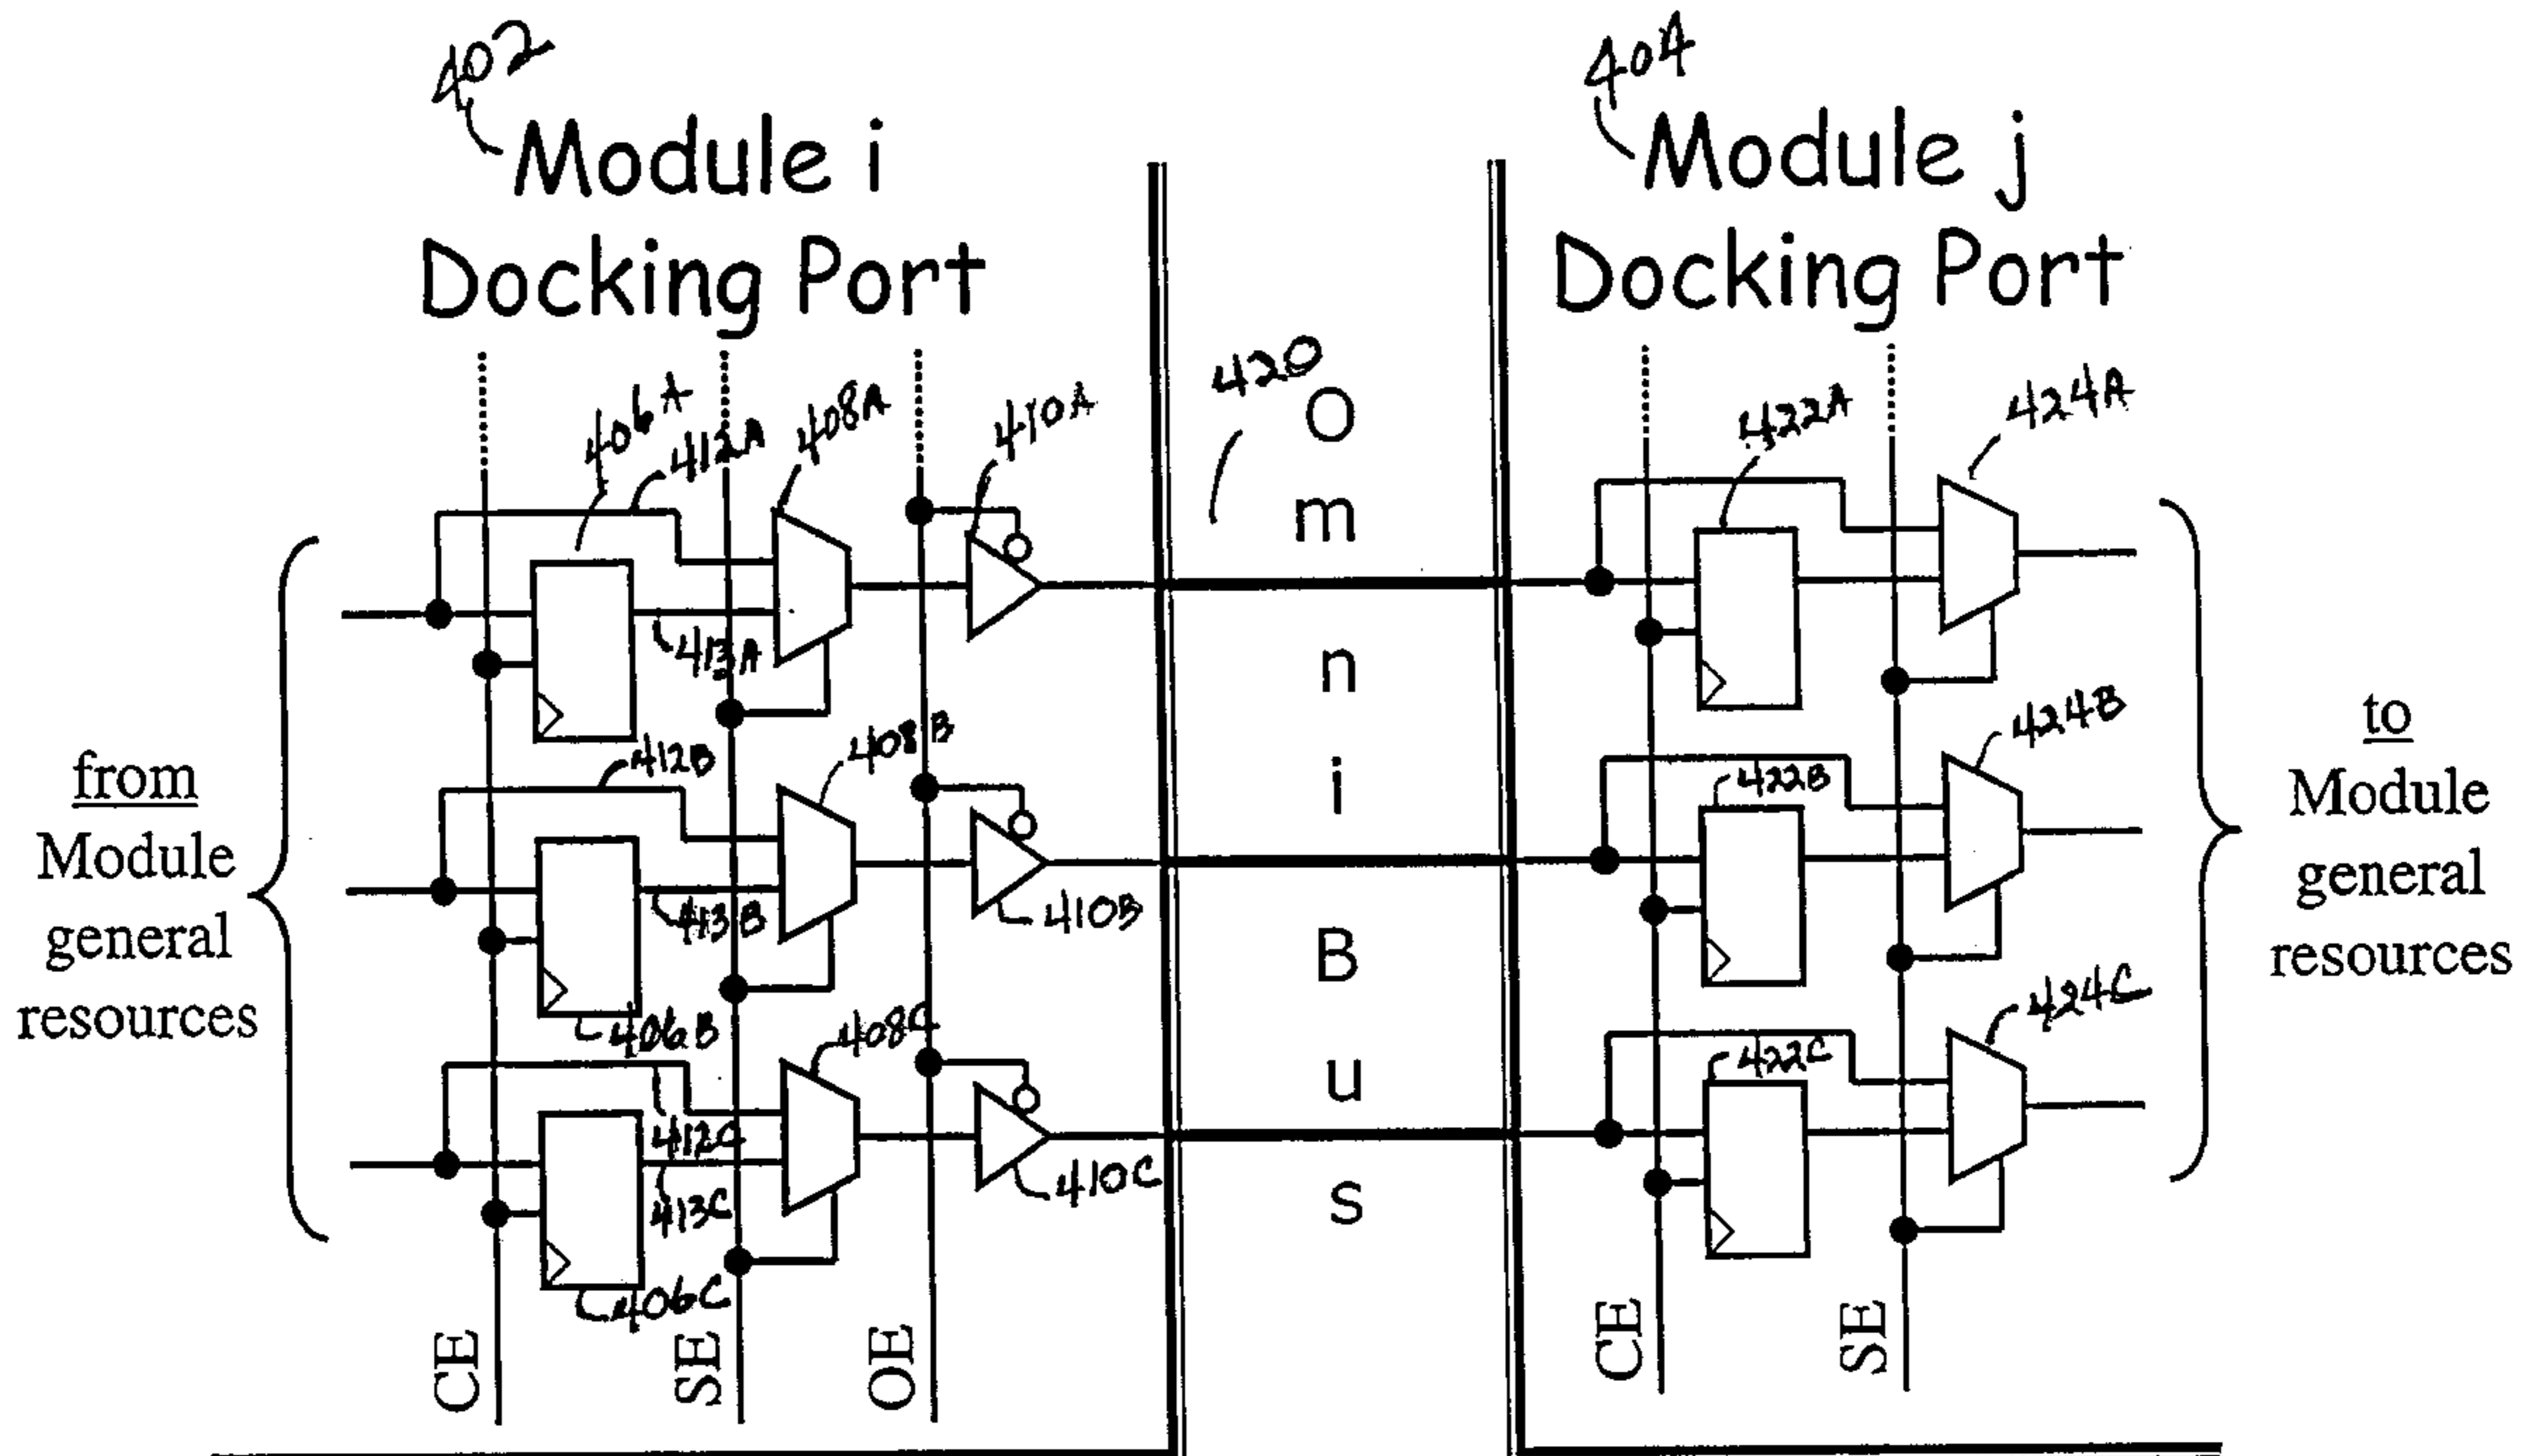 402
404
Module i
Docking Port
Module j
Docking Port
420
Omni Bus
406A
412A
408A
410A
413A
422A
424A
412B
408B
413B
410B
406B
422B
424B
408C
412C
413C
410C
406C
422C
424C
from
Module
general
resources
to
Module
general
resources
CE
SE
OE
CE
SE